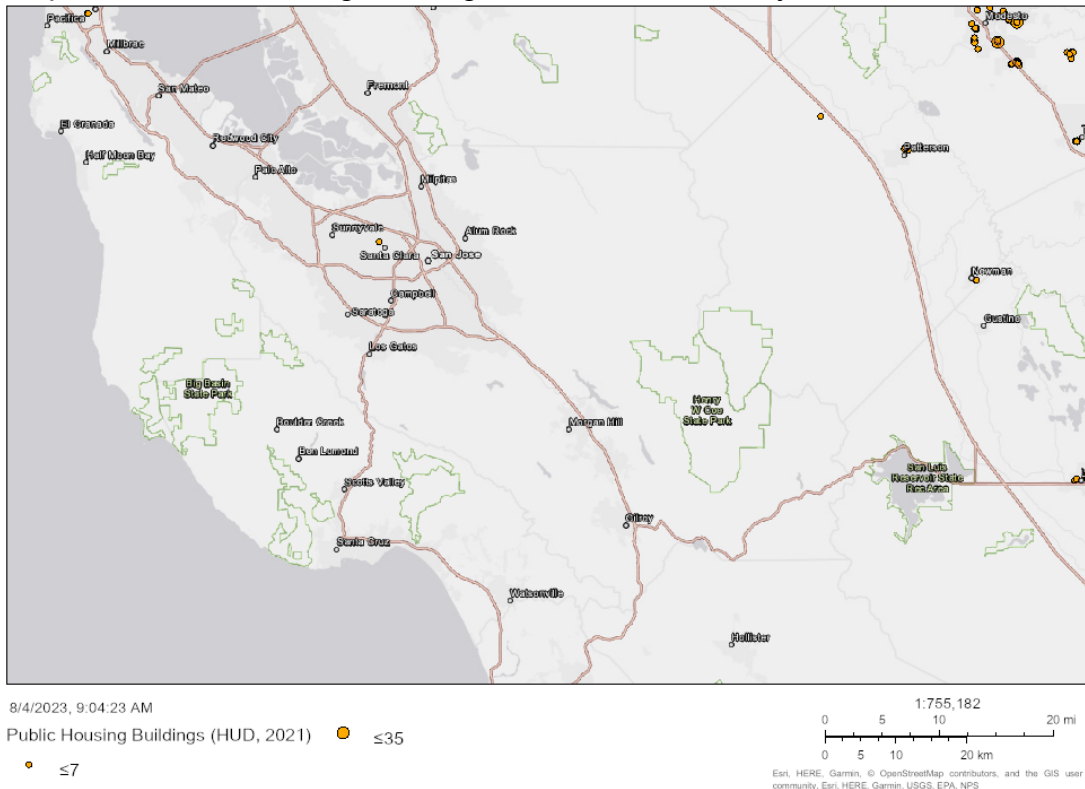 Pacifica
Millbrae
Modesto
San Mateo
Fremont
El Granada
Redwood City
Half Moon Bay
Palo Alto
Milpitas
Patterson
Sunnyvale
Alum Rock
Santa Clara
San Jose
Newman
Campbell
Saratoga
Gustine
Los Gatos
Big Basin
State Park
Henry
W Coe
State Park
Boulder Creek
Morgan Hill
Ben Lomond
San Luis
Reservoir State
Rec Area
Scotts Valley
Gilroy
Santa Cruz
Watsonville
Hollister
8/4/2023, 9:04:23 AM
Public Housing Buildings (HUD, 2021)
≤35
≤7
1:755,182
0 5 10 20 mi
0 5 10 20 km
Esri, HERE, Garmin, © OpenStreetMap contributors, and the GIS user
community, Esri, HERE, Garmin, USGS, EPA, NPS